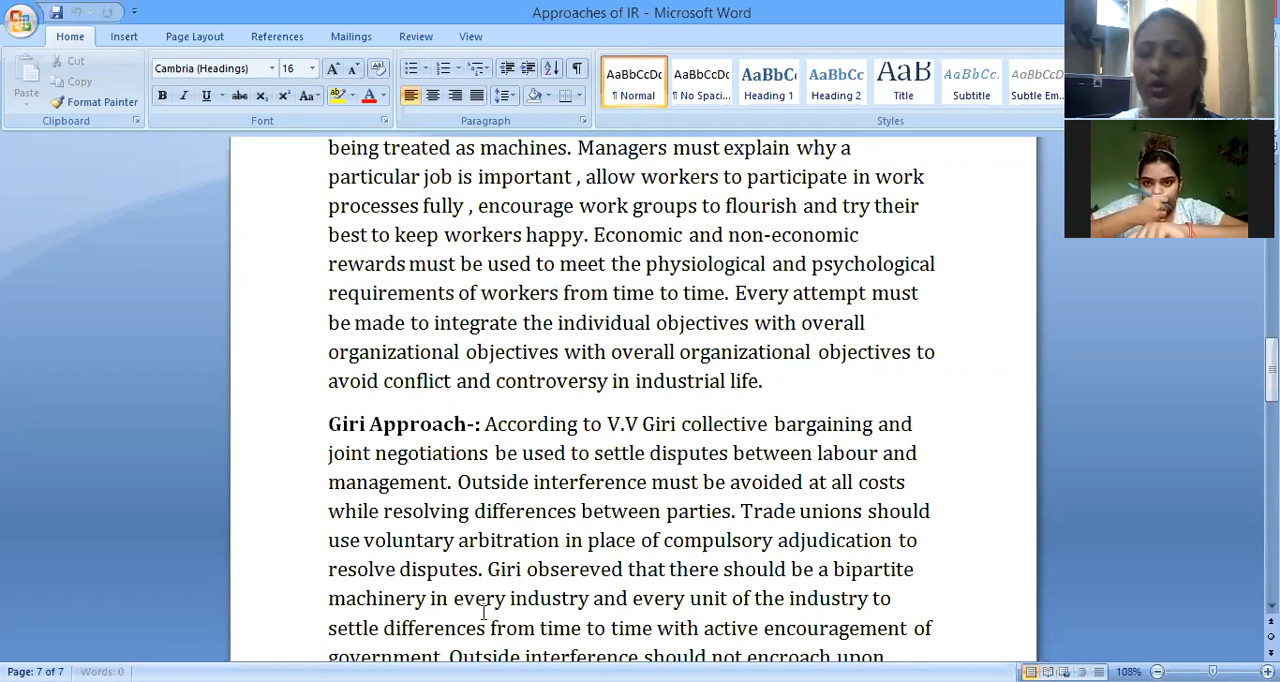 Approaches of IR - Microsoft Word
Home Insert Page Layout References Mailings Review View
Paste
Cut
Copy
Format Painter
Clipboard
Cambria (Headings) 16
Font
Paragraph
AaBbCcDc AaBbCcDc AaBbC AaBbCc AaB AaBbCc. AaBbCcDc
¶ Normal ¶ No Spaci... Heading 1 Heading 2 Title Subtitle Subtle Em...
Styles
being treated as machines. Managers must explain why a
particular job is important , allow workers to participate in work
processes fully , encourage work groups to flourish and try their
best to keep workers happy. Economic and non-economic
rewards must be used to meet the physiological and psychological
requirements of workers from time to time. Every attempt must
be made to integrate the individual objectives with overall
organizational objectives with overall organizational objectives to
avoid conflict and controversy in industrial life.
Giri Approach-: According to V.V Giri collective bargaining and
joint negotiations be used to settle disputes between labour and
management. Outside interference must be avoided at all costs
while resolving differences between parties. Trade unions should
use voluntary arbitration in place of compulsory adjudication to
resolve disputes. Giri obsereved that there should be a bipartite
machinery in every industry and every unit of the industry to
settle differences from time to time with active encouragement of
government. Outside interference should not encroach upon
Page: 7 of 7 Words: 0
108%